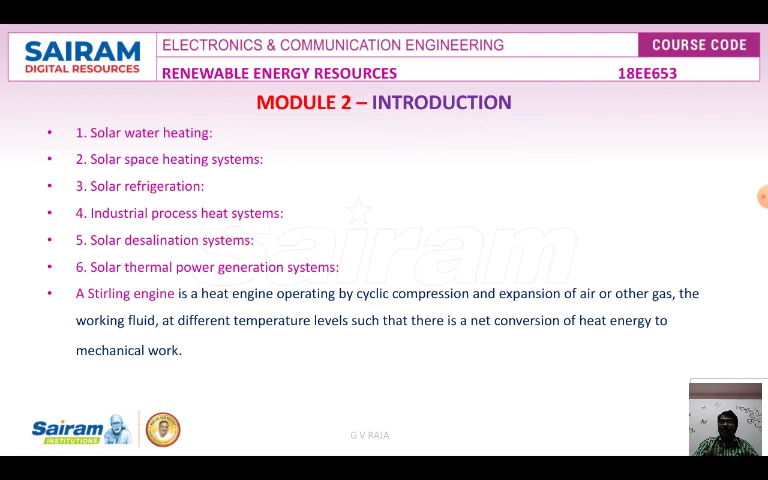 SAIRAM
DIGITAL RESOURCES
ELECTRONICS & COMMUNICATION ENGINEERING
COURSE CODE
RENEWABLE ENERGY RESOURCES
18EE653
MODULE 2 – INTRODUCTION
• 1. Solar water heating:
• 2. Solar space heating systems:
• 3. Solar refrigeration:
• 4. Industrial process heat systems:
• 5. Solar desalination systems:
• 6. Solar thermal power generation systems:
• A Stirling engine is a heat engine operating by cyclic compression and expansion of air or other gas, the
working fluid, at different temperature levels such that there is a net conversion of heat energy to
mechanical work.
Sairam
Sairam
INSTITUTIONS
G V RAJA